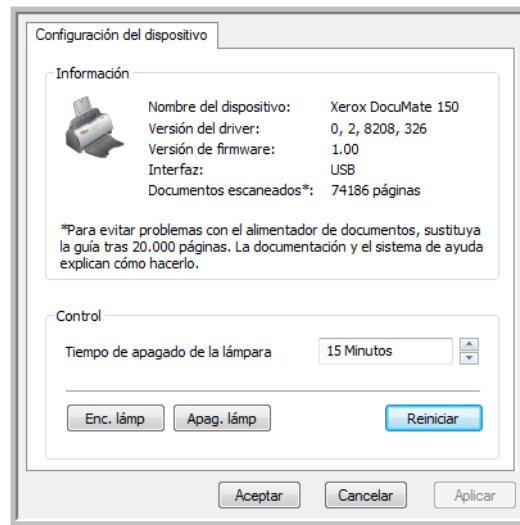 Configuración del dispositivo
Información
Nombre del dispositivo: Xerox DocuMate 150
Versión del driver: 0, 2, 8208, 326
Versión de firmware: 1.00
Interfaz: USB
Documentos escaneados*: 74186 páginas
*Para evitar problemas con el alimentador de documentos, sustituya
la guía tras 20.000 páginas. La documentación y el sistema de ayuda
explican cómo hacerlo.
Control
Tiempo de apagado de la lámpara 15 Minutos
Enc. lámp Apag. lámp Reiniciar
Aceptar Cancelar Aplicar